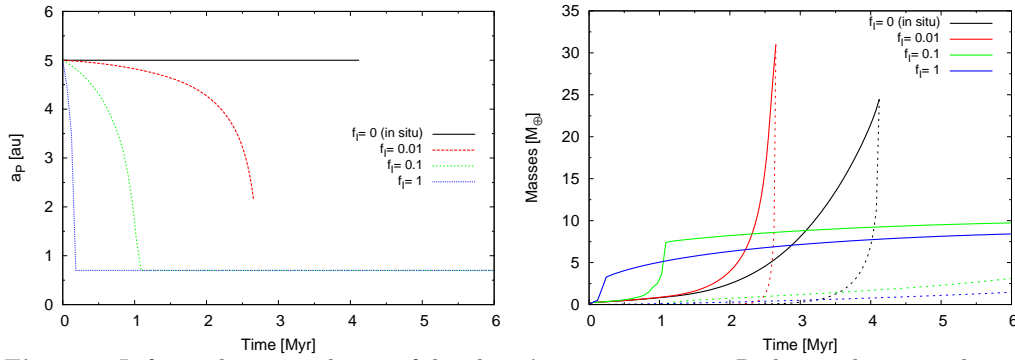 6
5
4
3
2
1
0
a_P [au]
0 1 2 3 4 5 6
Time [Myr]
f_I= 0 (in situ)
f_I= 0.01
f_I= 0.1
f_I= 1
35
30
25
20
15
10
5
0
Masses [M_⊕]
0 1 2 3 4 5 6
Time [Myr]
f_I= 0 (in situ)
f_I= 0.01
f_I= 0.1
f_I= 1